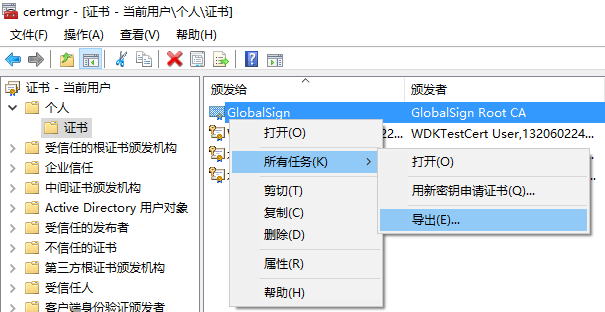 certmgr - [证书 - 当前用户\个人\证书]
文件(F) 操作(A) 查看(V) 帮助(H)
证书 - 当前用户
个人
证书
受信任的根证书颁发机构
企业信任
中间证书颁发机构
Active Directory 用户对象
受信任的发布者
不信任的证书
第三方根证书颁发机构
受信任人
客户端身份验证颁发者
颁发给 颁发者
GlobalSign GlobalSign Root CA
WDKTestCert User,132060224...
打开(O)
所有任务(K)
剪切(T)
复制(C)
删除(D)
属性(R)
帮助(H)
打开(O)
用新密钥申请证书(Q)...
导出(E)...